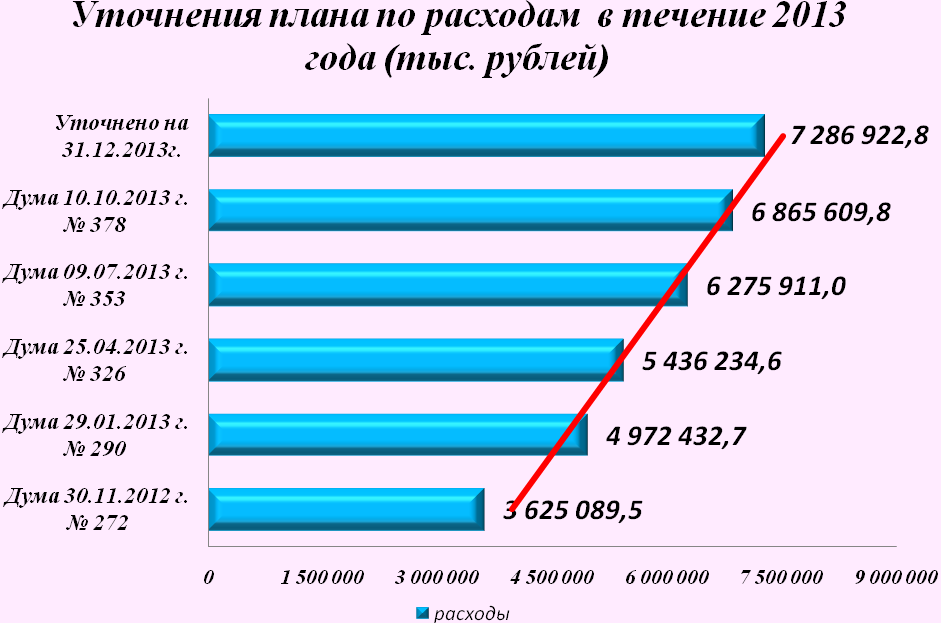 Уточнения плана по расходам в течение 2013
года (тыс. рублей)
Уточнено на
31.12.2013г.
7 286 922,8
Дума 10.10.2013 г.
№ 378
6 865 609,8
Дума 09.07.2013 г.
№ 353
6 275 911,0
Дума 25.04.2013 г.
№ 326
5 436 234,6
Дума 29.01.2013 г.
№ 290
4 972 432,7
Дума 30.11.2012 г.
№ 272
3 625 089,5
0 1 500 000 3 000 000 4 500 000 6 000 000 7 500 000 9 000 000
расходы